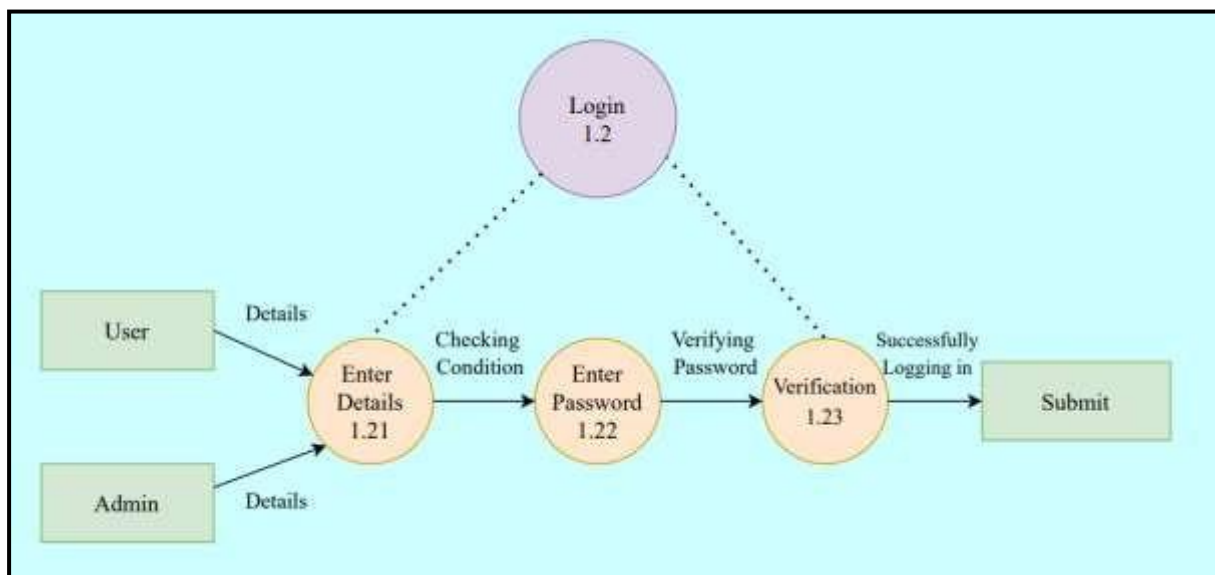 Login
1.2
User
Details
Admin
Details
Enter
Details
1.21
Checking
Condition
Enter
Password
1.22
Verifying
Password
Verification
1.23
Successfully
Logging in
Submit